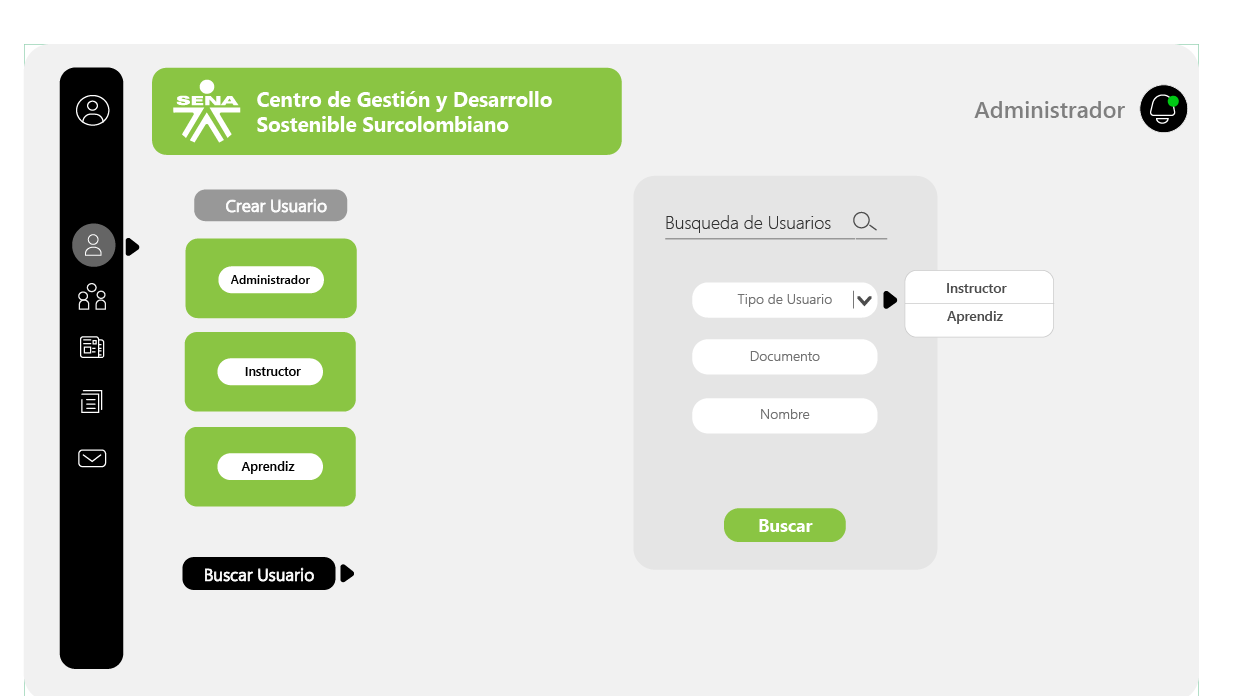 SENA
Centro de Gestión y Desarrollo
Sostenible Surcolombiano
Administrador
Crear Usuario
Administrador
Instructor
Aprendiz
Buscar Usuario
Busqueda de Usuarios
Tipo de Usuario
Instructor
Aprendiz
Documento
Nombre
Buscar